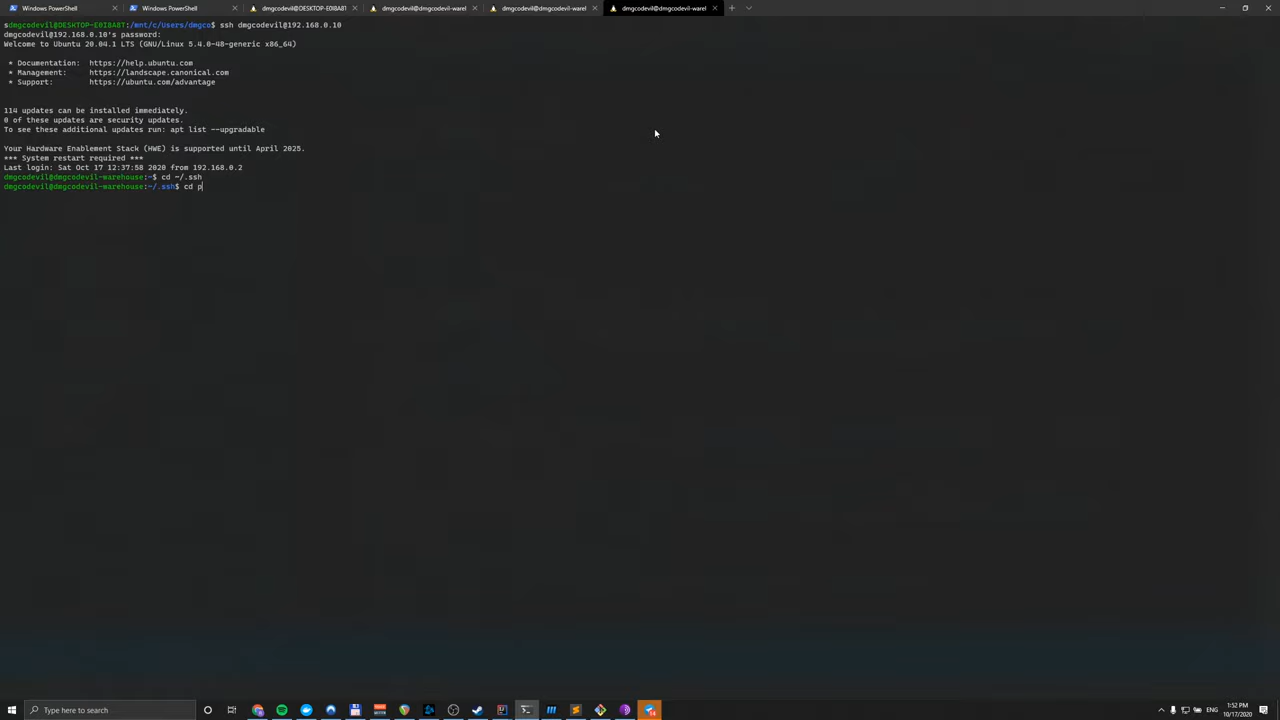 Windows PowerShell
Windows PowerShell
dmgcodevil@DESKTOP-E0I8A8T
dmgcodevil@dmgcodevil-wareh
dmgcodevil@dmgcodevil-wareh
dmgcodevil@dmgcodevil-wareh
sdmgcodevil@DESKTOP-E0I8A8T:/mnt/c/Users/dmgco$ ssh dmgcodevil@192.168.0.10
dmgcodevil@192.168.0.10's password:
Welcome to Ubuntu 20.04.1 LTS (GNU/Linux 5.4.0-48-generic x86_64)
* Documentation: https://help.ubuntu.com
* Management: https://landscape.canonical.com
* Support: https://ubuntu.com/advantage
114 updates can be installed immediately.
0 of these updates are security updates.
To see these additional updates run: apt list --upgradable
Your Hardware Enablement Stack (HWE) is supported until April 2025.
*** System restart required ***
Last login: Sat Oct 17 12:37:58 2020 from 192.168.0.2
dmgcodevil@dmgcodevil-warehouse:~$ cd ~/.ssh
dmgcodevil@dmgcodevil-warehouse:~/.ssh$ cd p
Type here to search
ENG
1:52 PM
10/17/2020